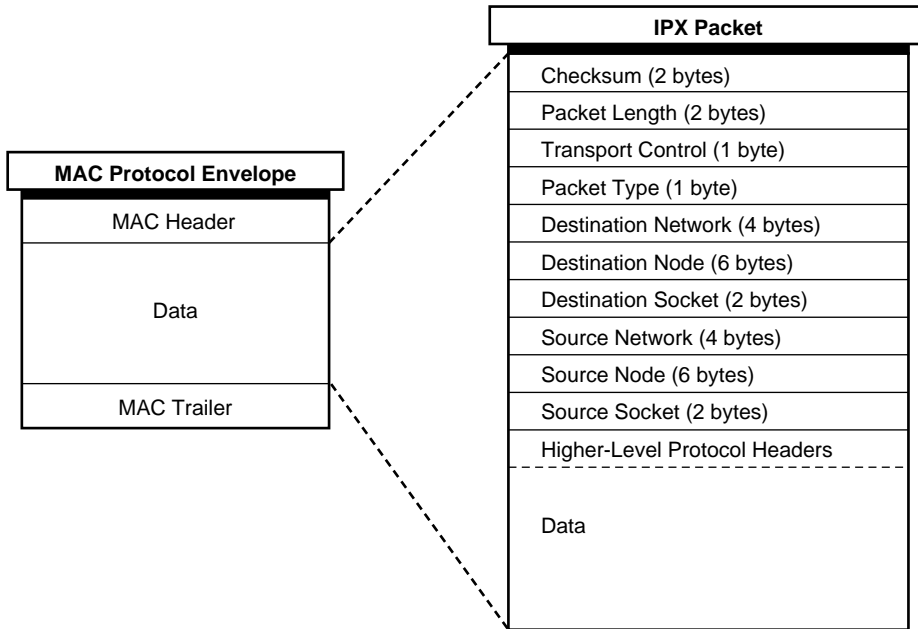 MAC Protocol Envelope
MAC Header
Data
MAC Trailer
IPX Packet
Checksum (2 bytes)
Packet Length (2 bytes)
Transport Control (1 byte)
Packet Type (1 byte)
Destination Network (4 bytes)
Destination Node (6 bytes)
Destination Socket (2 bytes)
Source Network (4 bytes)
Source Node (6 bytes)
Source Socket (2 bytes)
Higher-Level Protocol Headers
Data